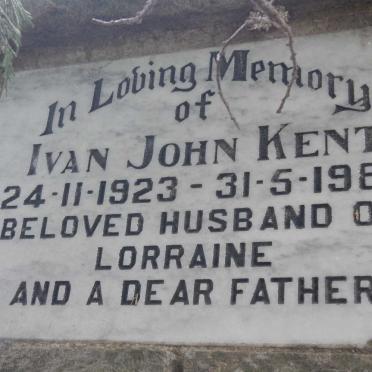 In Loving Memory
of
IVAN JOHN KENT
24-11-1923 - 31-5-198
BELOVED HUSBAND O
LORRAINE
AND A DEAR FATHER